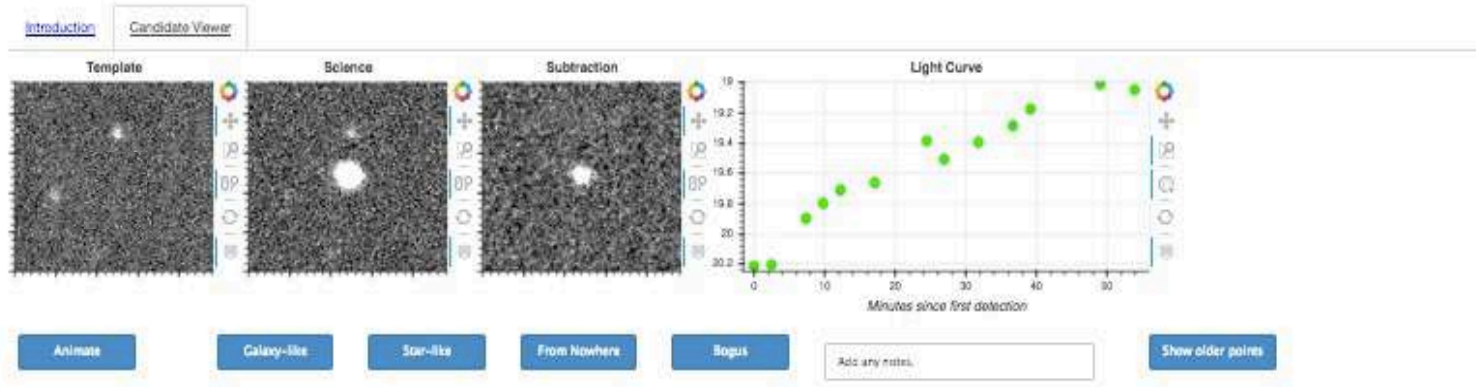 Introduction
Candidate Viewer
Template
Science
Subtraction
Light Curve
19
19.2
19.4
19.6
19.8
20
20.2
0
10
20
30
40
50
Minutes since first detection
Animate
Galaxy-like
Star-like
From Nowhere
Bogus
Add any notes.
Show older points